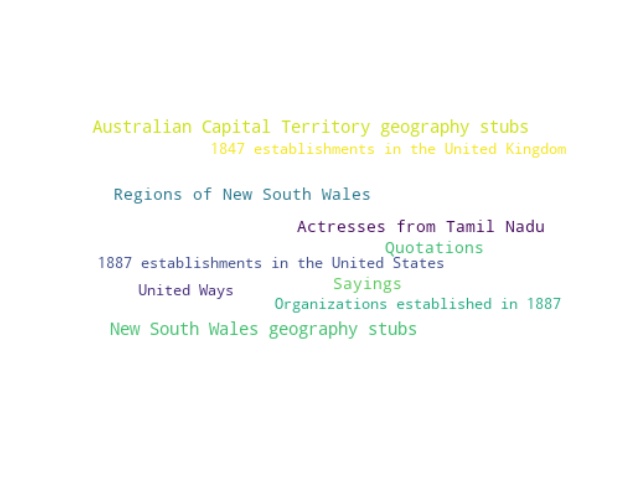 Australian Capital Territory geography stubs
1847 establishments in the United Kingdom
Regions of New South Wales
Actresses from Tamil Nadu
Quotations
1887 establishments in the United States
Sayings
United Ways
Organizations established in 1887
New South Wales geography stubs